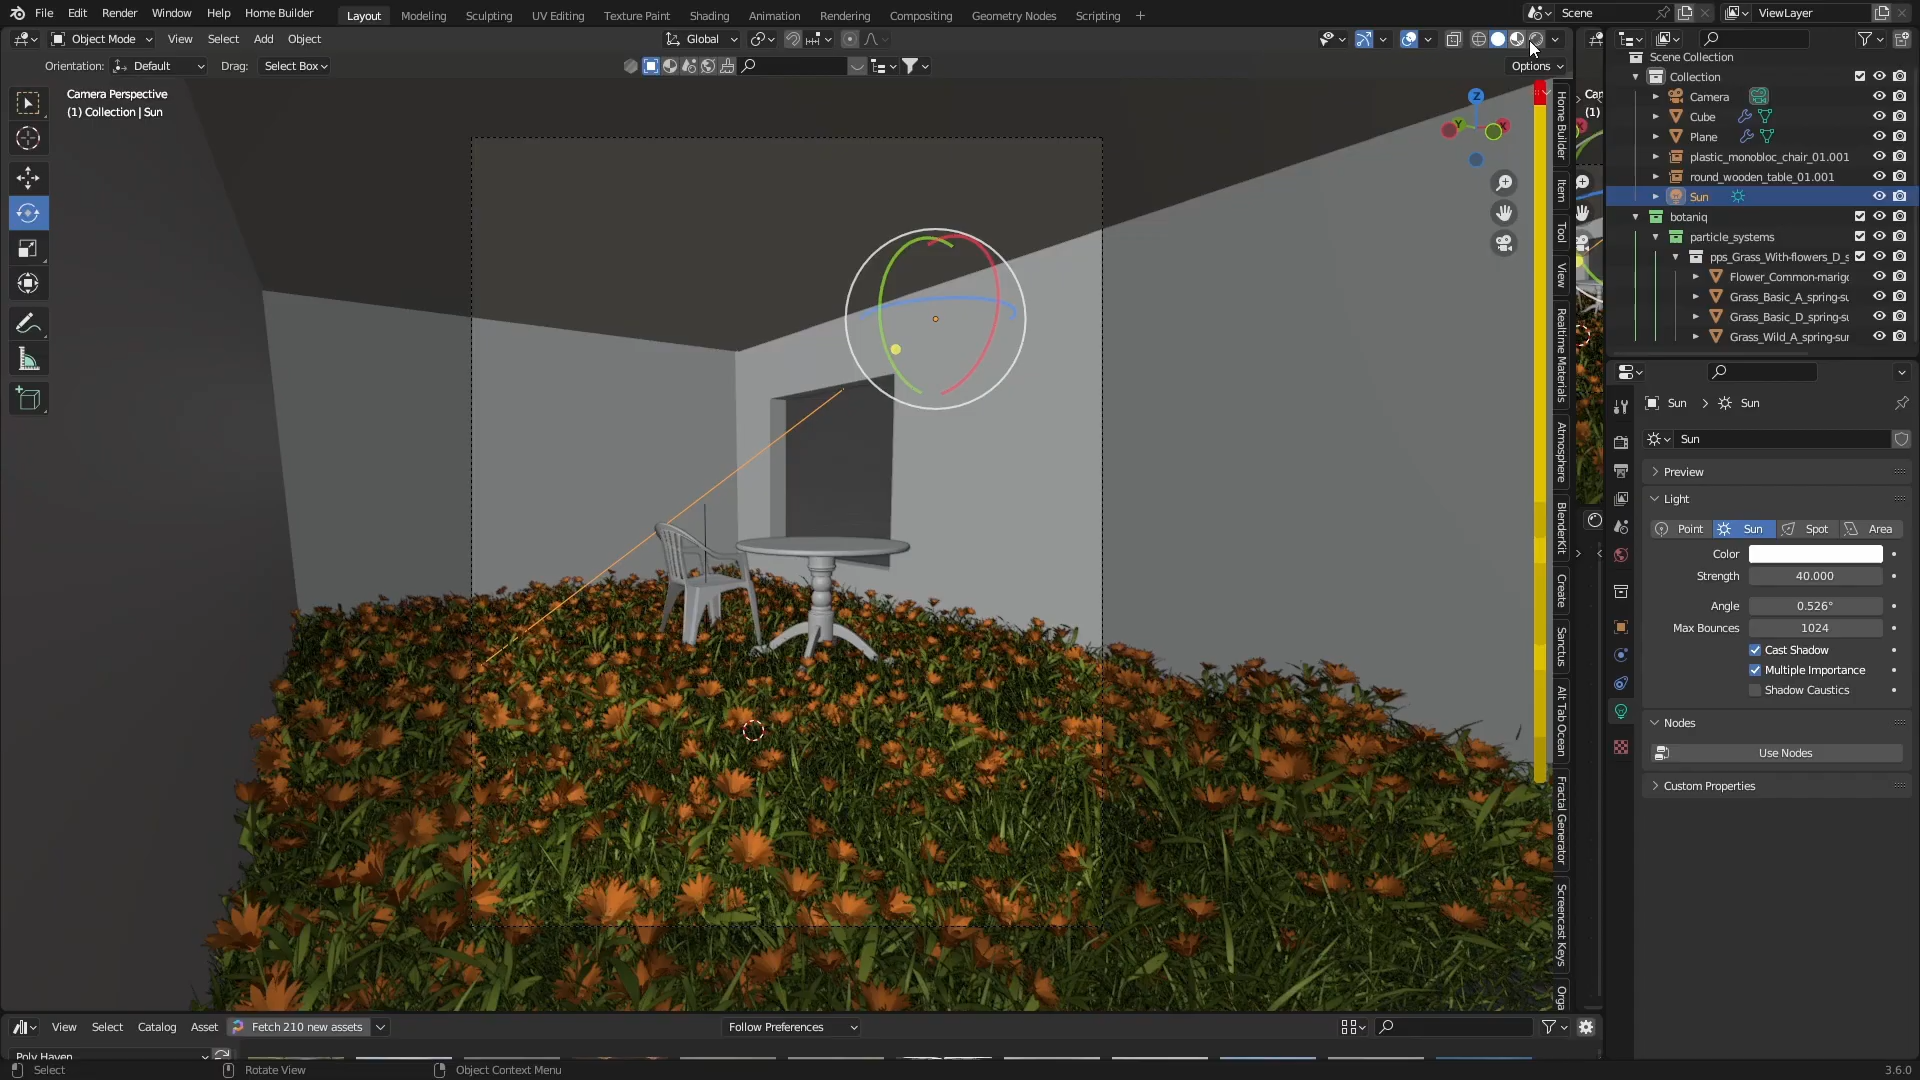 File Edit Render Window Help Home Builder
Layout Modeling Sculpting UV Editing Texture Paint Shading Animation Rendering Compositing Geometry Nodes Scripting +
Scene
ViewLayer
Object Mode View Select Add Object
Global
Orientation: Default Drag: Select Box
Options
Camera Perspective
(1) Collection | Sun
Z
Y
X
Home Builder
Item
Tool
View
Realtime Materials
Atmosphere
BlenderKit
Create
Sanctus
Alt Tab Ocean
Fractal Generator
Screencast Keys
Orga
Can
(1)
Scene Collection
Collection
Camera
Cube
Plane
plastic_monobloc_chair_01.001
round_wooden_table_01.001
Sun
botaniq
particle_systems
pps_Grass_With-flowers_D_s
Flower_Common-marigo
Grass_Basic_A_spring-su
Grass_Basic_D_spring-su
Grass_Wild_A_spring-sur
Sun > Sun
Sun
Preview
Light
Point Sun Spot Area
Color
Strength 40.000
Angle 0.526°
Max Bounces 1024
Cast Shadow
Multiple Importance
Shadow Caustics
Nodes
Use Nodes
Custom Properties
View Select Catalog Asset Fetch 210 new assets
Follow Preferences
Poly Haven
Select Rotate View Object Context Menu
3.6.0